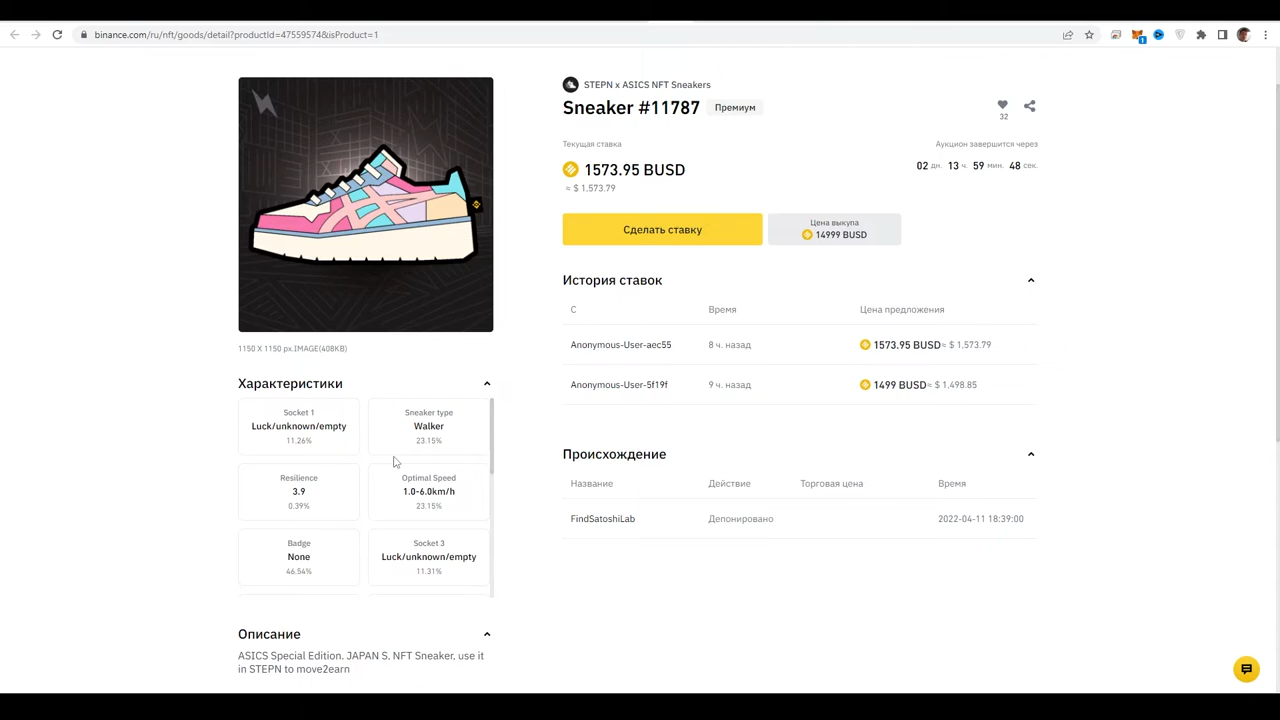 binance.com/ru/nft/goods/detail?productId=47559574&isProduct=1
1
STEPN x ASICS NFT Sneakers
Sneaker #11787 Премиум
32
Текущая ставка
Аукцион завершится через
1573.95 BUSD
02 дн. 13 ч. 59 мин. 48 сек.
≈ $ 1,573.79
Сделать ставку
Цена выкупа
14999 BUSD
История ставок
С Время Цена предложения
Anonymous-User-aec55 8 ч. назад 1573.95 BUSD ≈ $ 1,573.79
Anonymous-User-5f19f 9 ч. назад 1499 BUSD ≈ $ 1,498.85
Происхождение
Название Действие Торговая цена Время
FindSatoshiLab Депонировано 2022-04-11 18:39:00
1150 X 1150 px.IMAGE(408KB)
Характеристики
Socket 1
Luck/unknown/empty
11.26%
Sneaker type
Walker
23.15%
Resilience
3.9
0.39%
Optimal Speed
1.0-6.0km/h
23.15%
Badge
None
46.54%
Socket 3
Luck/unknown/empty
11.31%
Описание
ASICS Special Edition. JAPAN S, NFT Sneaker, use it
in STEPN to move2earn